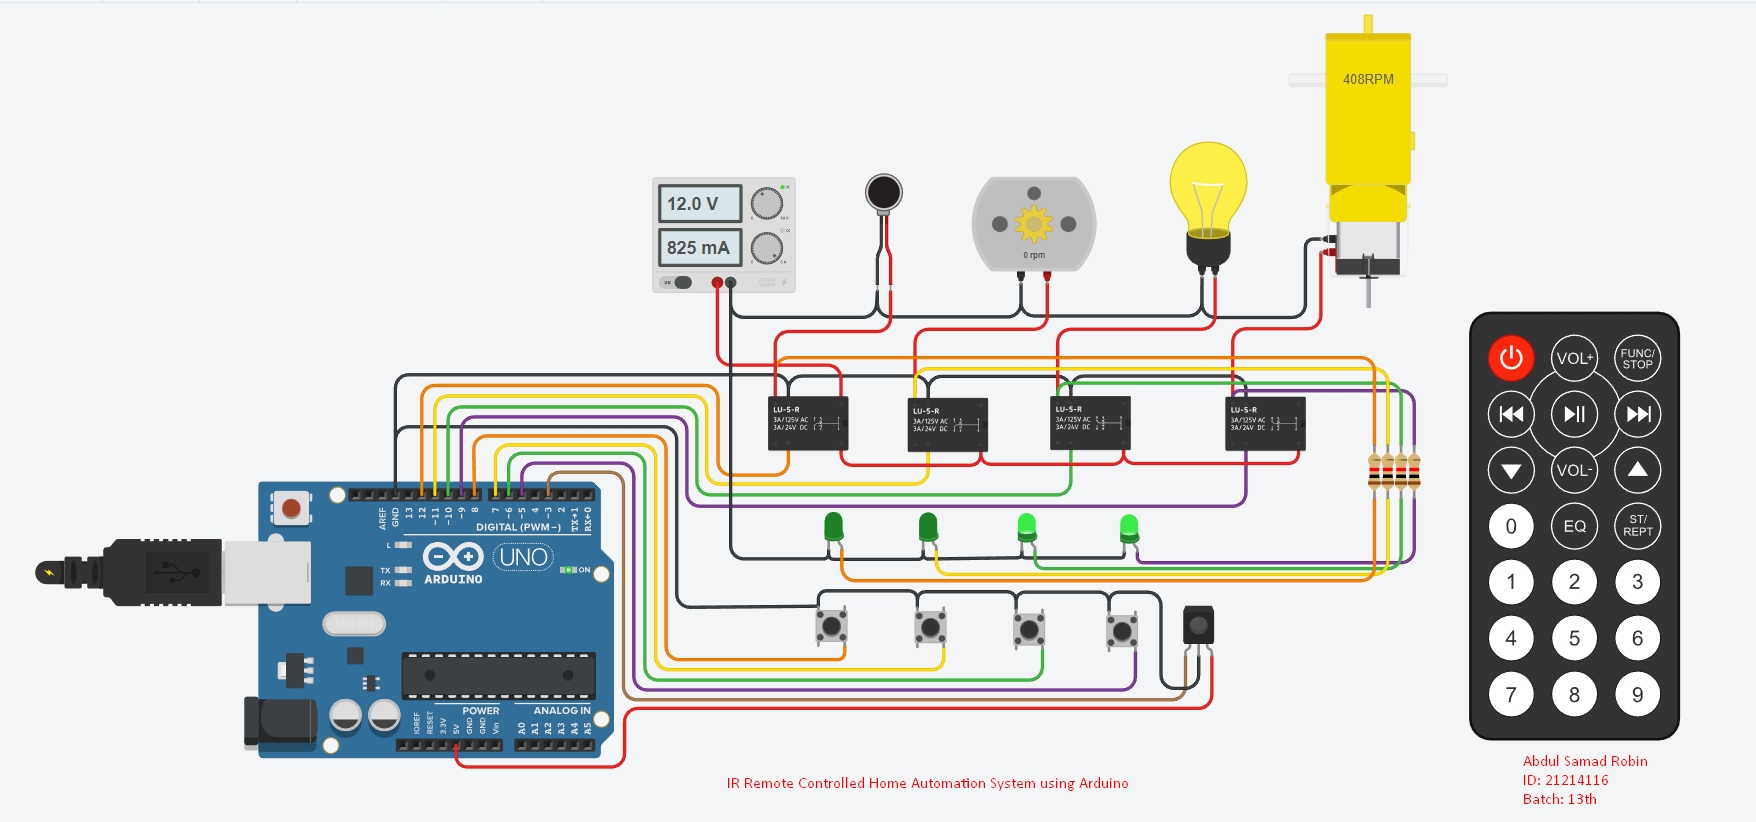 408RPM
12.0 V
825 mA
0 rpm
VOL+
FUNC/
STOP
LU-5-R
3A/125V AC
3A/24V DC
LU-5-R
3A/125V AC
3A/24V DC
LU-5-R
3A/125V AC
3A/24V DC
LU-5-R
3A/125V AC
3A/24V DC
VOL-
0
EQ
ST/
REPT
1
2
3
4
5
6
7
8
9
AREF
GND
13
12
~11
~10
~9
8
7
~6
~5
4
~3
2
TX→1
RX←0
DIGITAL (PWM~)
L
TX
RX
ARDUINO
UNO
ON
POWER
ANALOG IN
IOREF
RESET
3.3V
5V
GND
GND
Vin
A0
A1
A2
A3
A4
A5
IR Remote Controlled Home Automation System using Arduino
Abdul Samad Robin
ID: 21214116
Batch: 13th